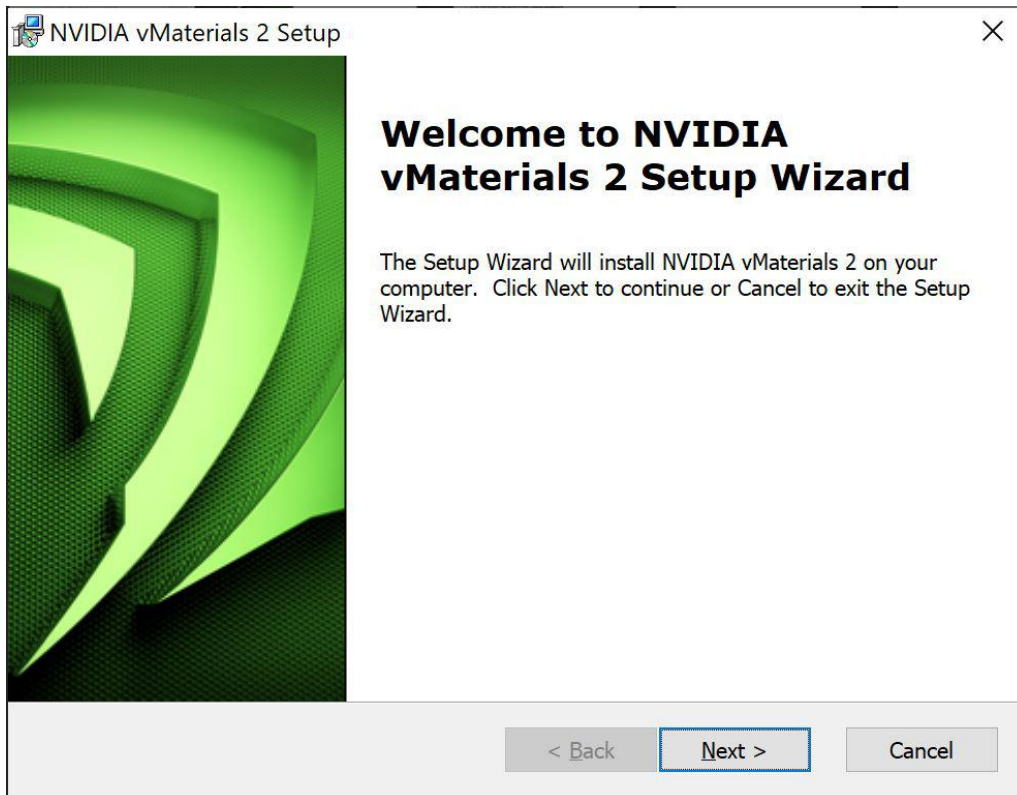 NVIDIA vMaterials 2 Setup
Welcome to NVIDIA
vMaterials 2 Setup Wizard
The Setup Wizard will install NVIDIA vMaterials 2 on your
computer.  Click Next to continue or Cancel to exit the Setup
Wizard.
< Back
Next >
Cancel